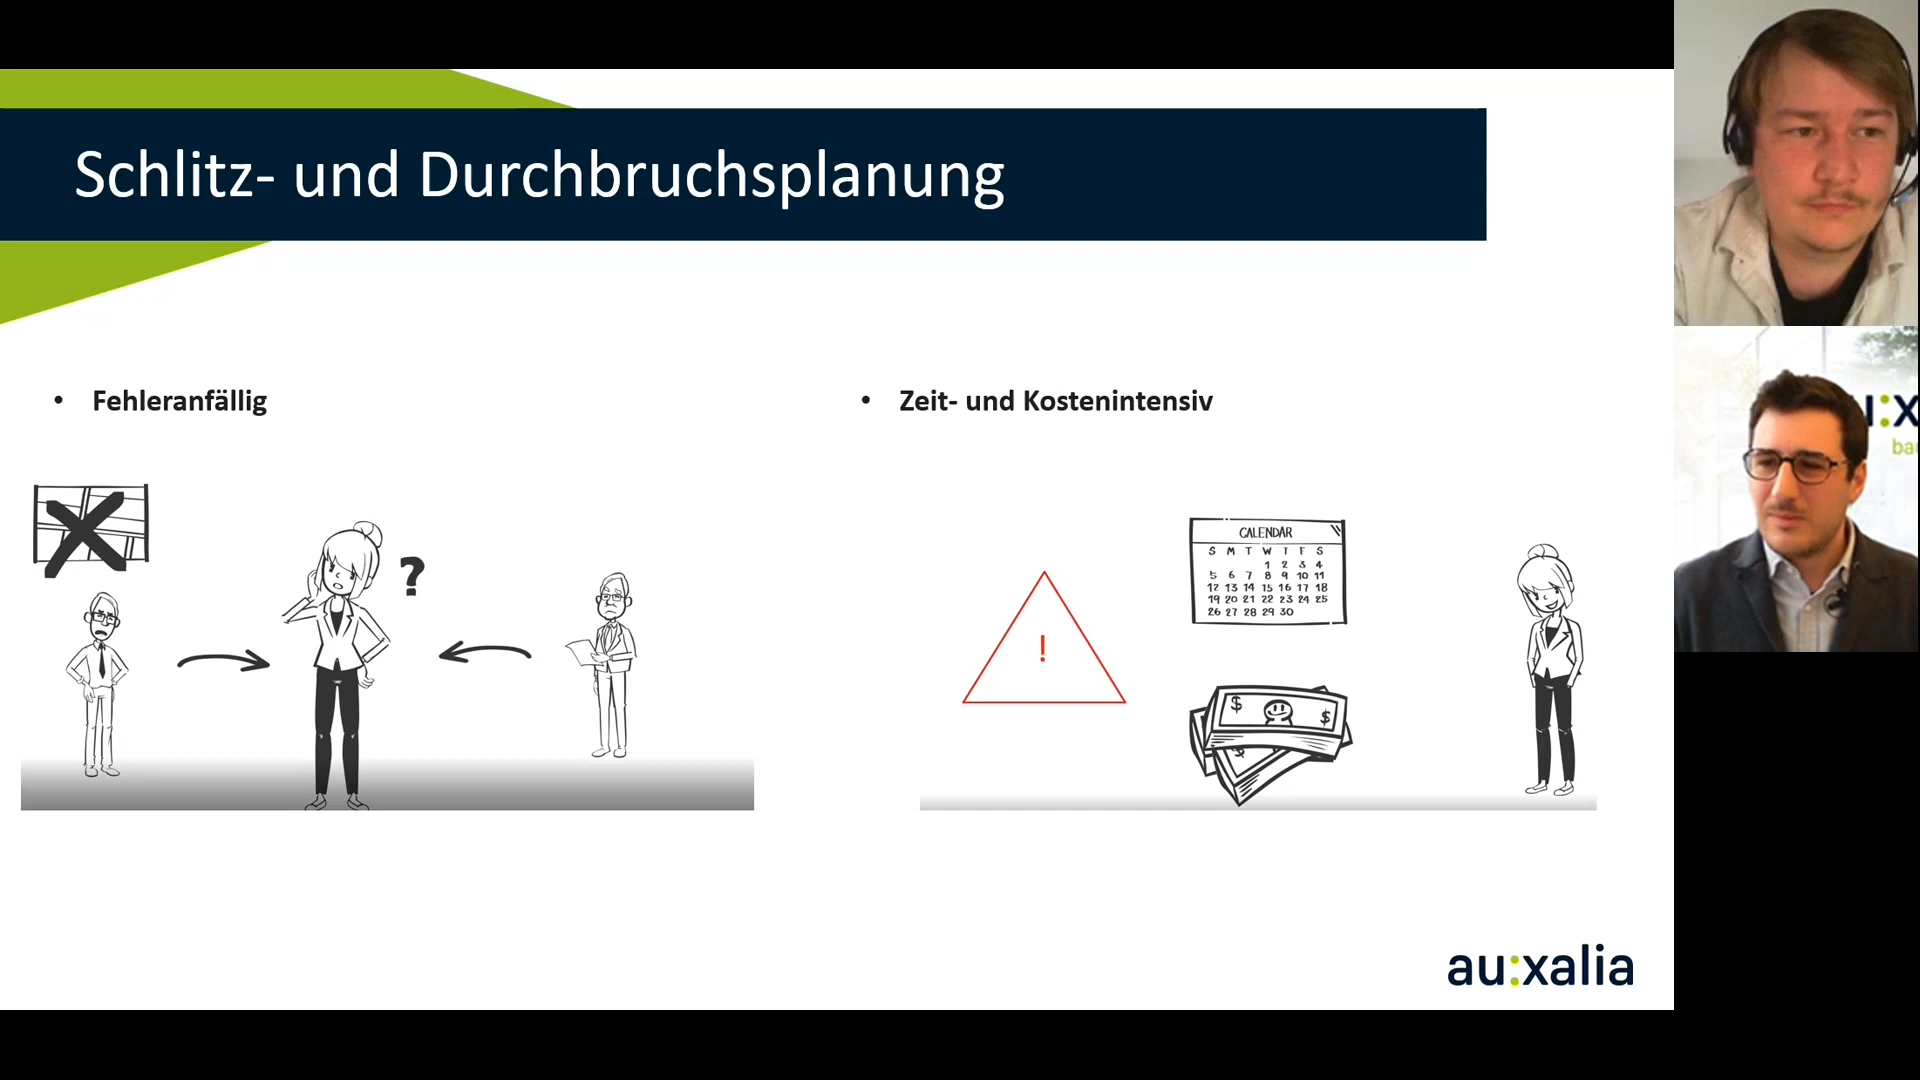 Schlitz- und Durchbruchsplanung
• Fehleranfällig
• Zeit- und Kostenintensiv
?
!
CALENDAR
S M T W T F S
1 2 3 4
5 6 7 8 9 10 11
12 13 14 15 16 17 18
19 20 21 22 23 24 25
26 27 28 29 30
$ $
$
au:xalia
:x